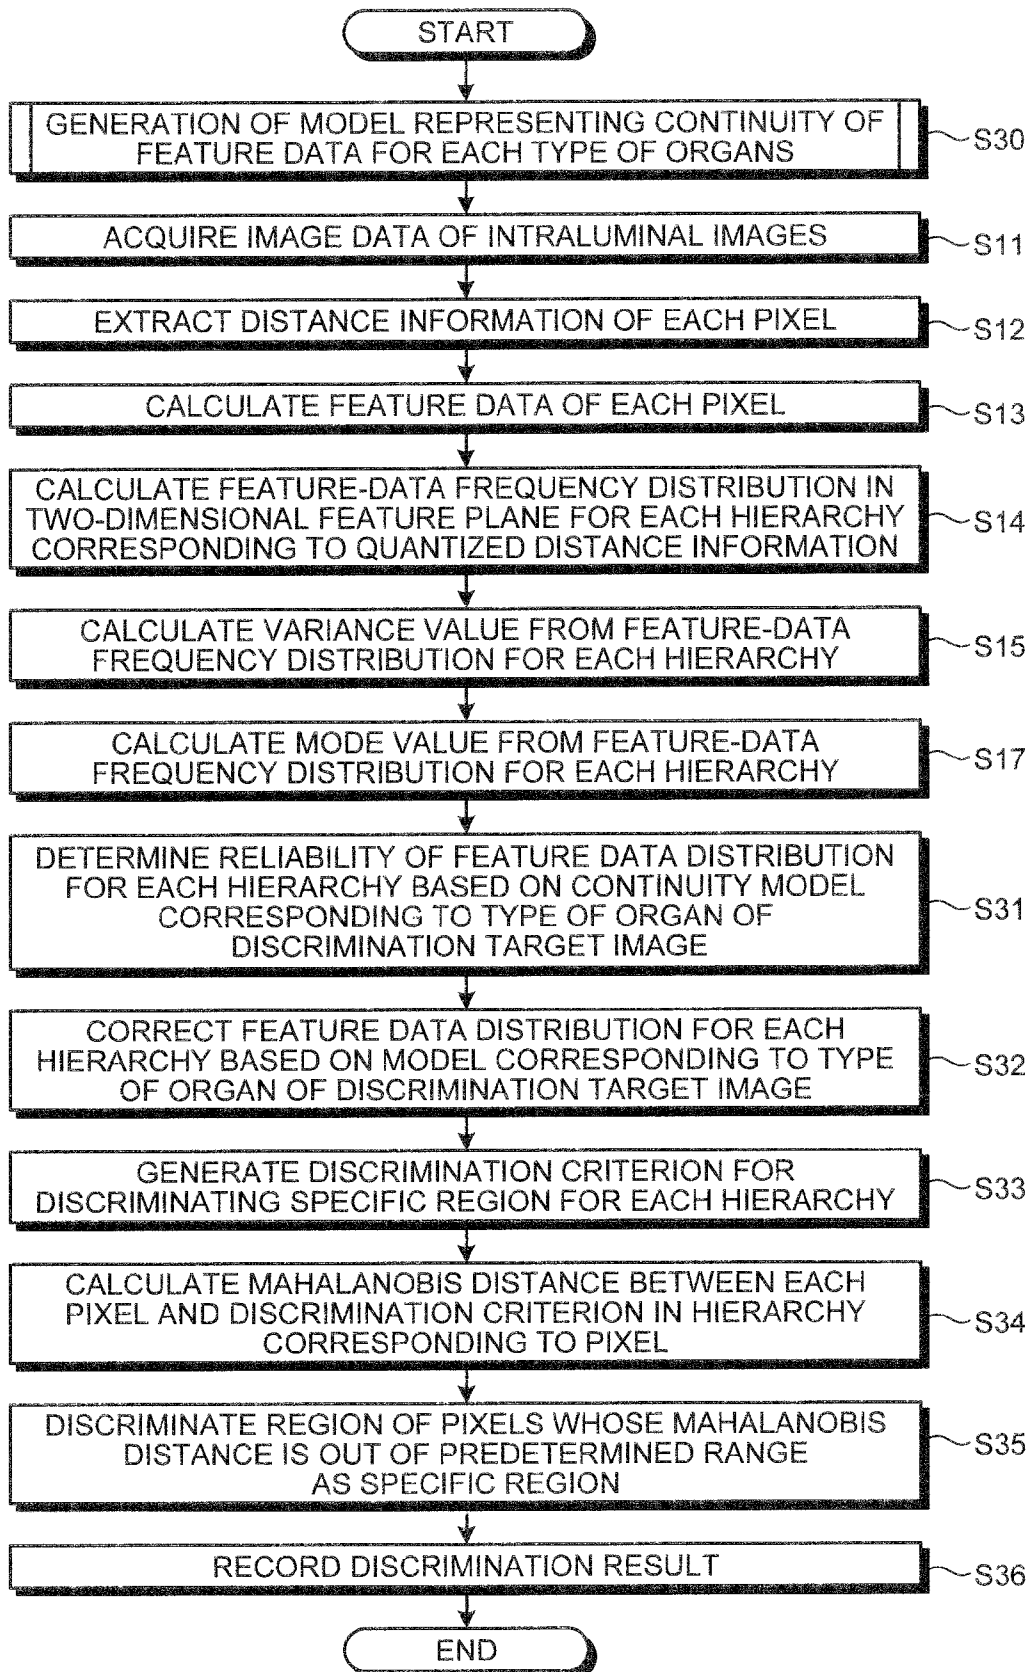 START
GENERATION OF MODEL REPRESENTING CONTINUITY OF
FEATURE DATA FOR EACH TYPE OF ORGANS
S30
ACQUIRE IMAGE DATA OF INTRALUMINAL IMAGES
S11
EXTRACT DISTANCE INFORMATION OF EACH PIXEL
S12
CALCULATE FEATURE DATA OF EACH PIXEL
S13
CALCULATE FEATURE-DATA FREQUENCY DISTRIBUTION IN
TWO-DIMENSIONAL FEATURE PLANE FOR EACH HIERARCHY
CORRESPONDING TO QUANTIZED DISTANCE INFORMATION
S14
CALCULATE VARIANCE VALUE FROM FEATURE-DATA
FREQUENCY DISTRIBUTION FOR EACH HIERARCHY
S15
CALCULATE MODE VALUE FROM FEATURE-DATA
FREQUENCY DISTRIBUTION FOR EACH HIERARCHY
S17
DETERMINE RELIABILITY OF FEATURE DATA DISTRIBUTION
FOR EACH HIERARCHY BASED ON CONTINUITY MODEL
CORRESPONDING TO TYPE OF ORGAN OF
DISCRIMINATION TARGET IMAGE
S31
CORRECT FEATURE DATA DISTRIBUTION FOR EACH
HIERARCHY BASED ON MODEL CORRESPONDING TO TYPE
OF ORGAN OF DISCRIMINATION TARGET IMAGE
S32
GENERATE DISCRIMINATION CRITERION FOR
DISCRIMINATING SPECIFIC REGION FOR EACH HIERARCHY
S33
CALCULATE MAHALANOBIS DISTANCE BETWEEN EACH
PIXEL AND DISCRIMINATION CRITERION IN HIERARCHY
CORRESPONDING TO PIXEL
S34
DISCRIMINATE REGION OF PIXELS WHOSE MAHALANOBIS
DISTANCE IS OUT OF PREDETERMINED RANGE
AS SPECIFIC REGION
S35
RECORD DISCRIMINATION RESULT
S36
END